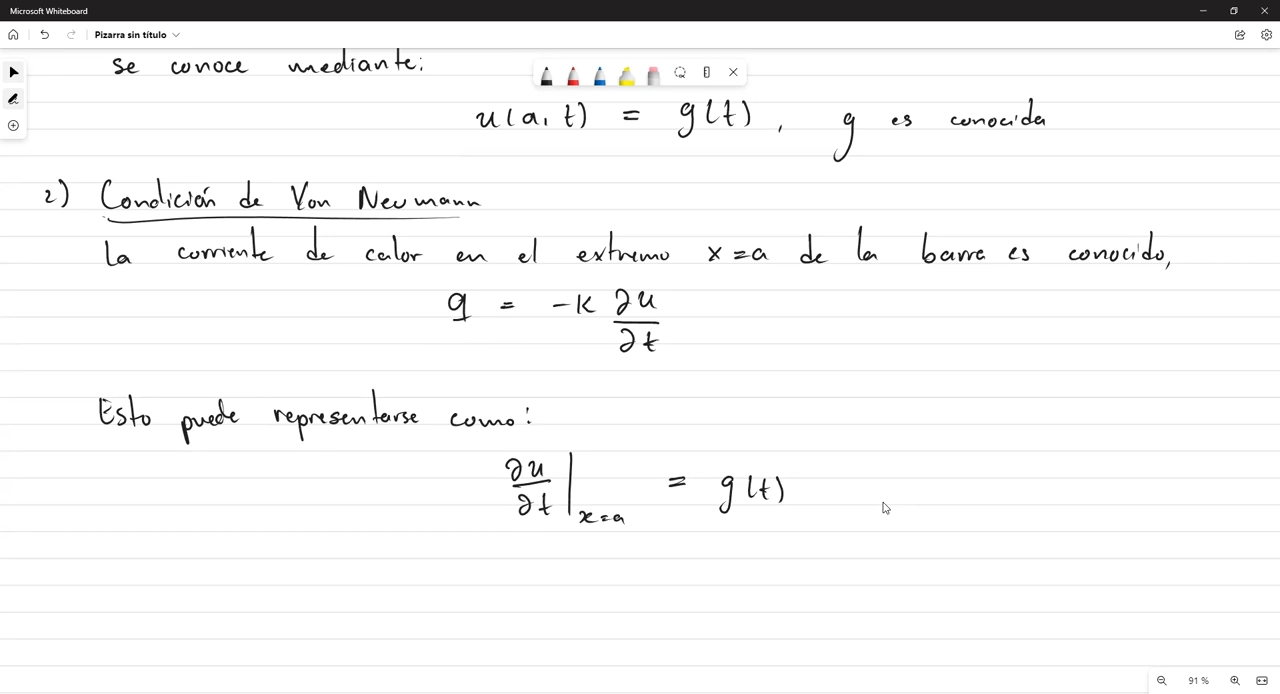 Microsoft Whiteboard
Pizarra sin título
se conoce mediante:
u(a, t) = g(t), g es conocida
2) Condición de Von Neumann
La corriente de calor en el extremo x=a de la barra es conocido,
q = -K ∂u/∂t
Esto puede representarse como:
∂u/∂t |x=a = g(t)
91 %